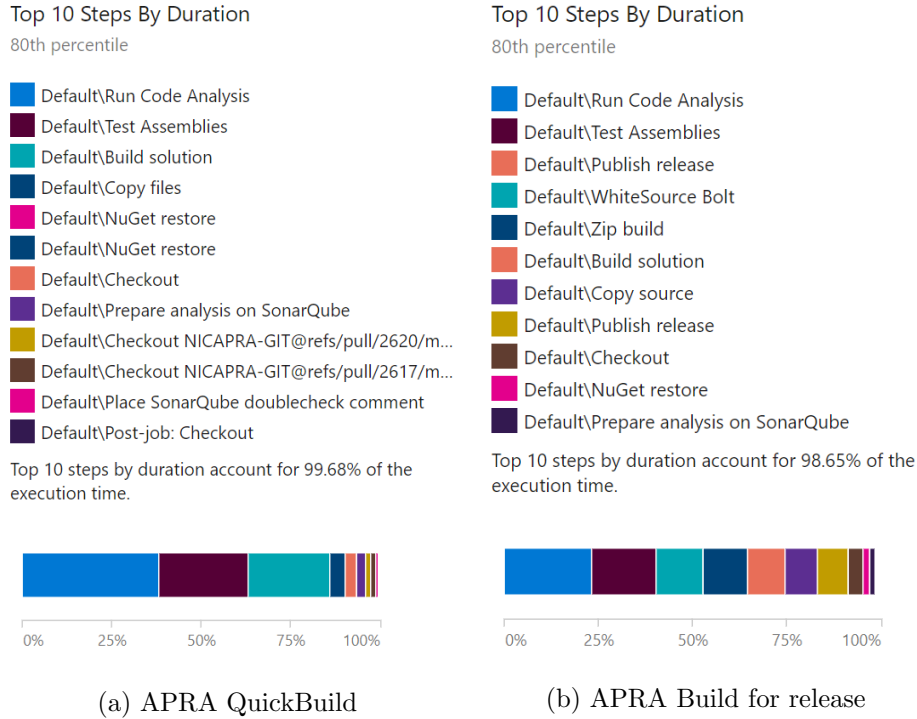 Top 10 Steps By Duration
80th percentile
Default\Run Code Analysis
Default\Test Assemblies
Default\Build solution
Default\Copy files
Default\NuGet restore
Default\NuGet restore
Default\Checkout
Default\Prepare analysis on SonarQube
Default\Checkout NICAPRA-GIT@refs/pull/2620/m...
Default\Checkout NICAPRA-GIT@refs/pull/2617/m...
Default\Place SonarQube doublecheck comment
Default\Post-job: Checkout
Top 10 steps by duration account for 99.68% of the
execution time.
0% 25% 50% 75% 100%
(a) APRA QuickBuild
Top 10 Steps By Duration
80th percentile
Default\Run Code Analysis
Default\Test Assemblies
Default\Publish release
Default\WhiteSource Bolt
Default\Zip build
Default\Build solution
Default\Copy source
Default\Publish release
Default\Checkout
Default\NuGet restore
Default\Prepare analysis on SonarQube
Top 10 steps by duration account for 98.65% of the
execution time.
0% 25% 50% 75% 100%
(b) APRA Build for release